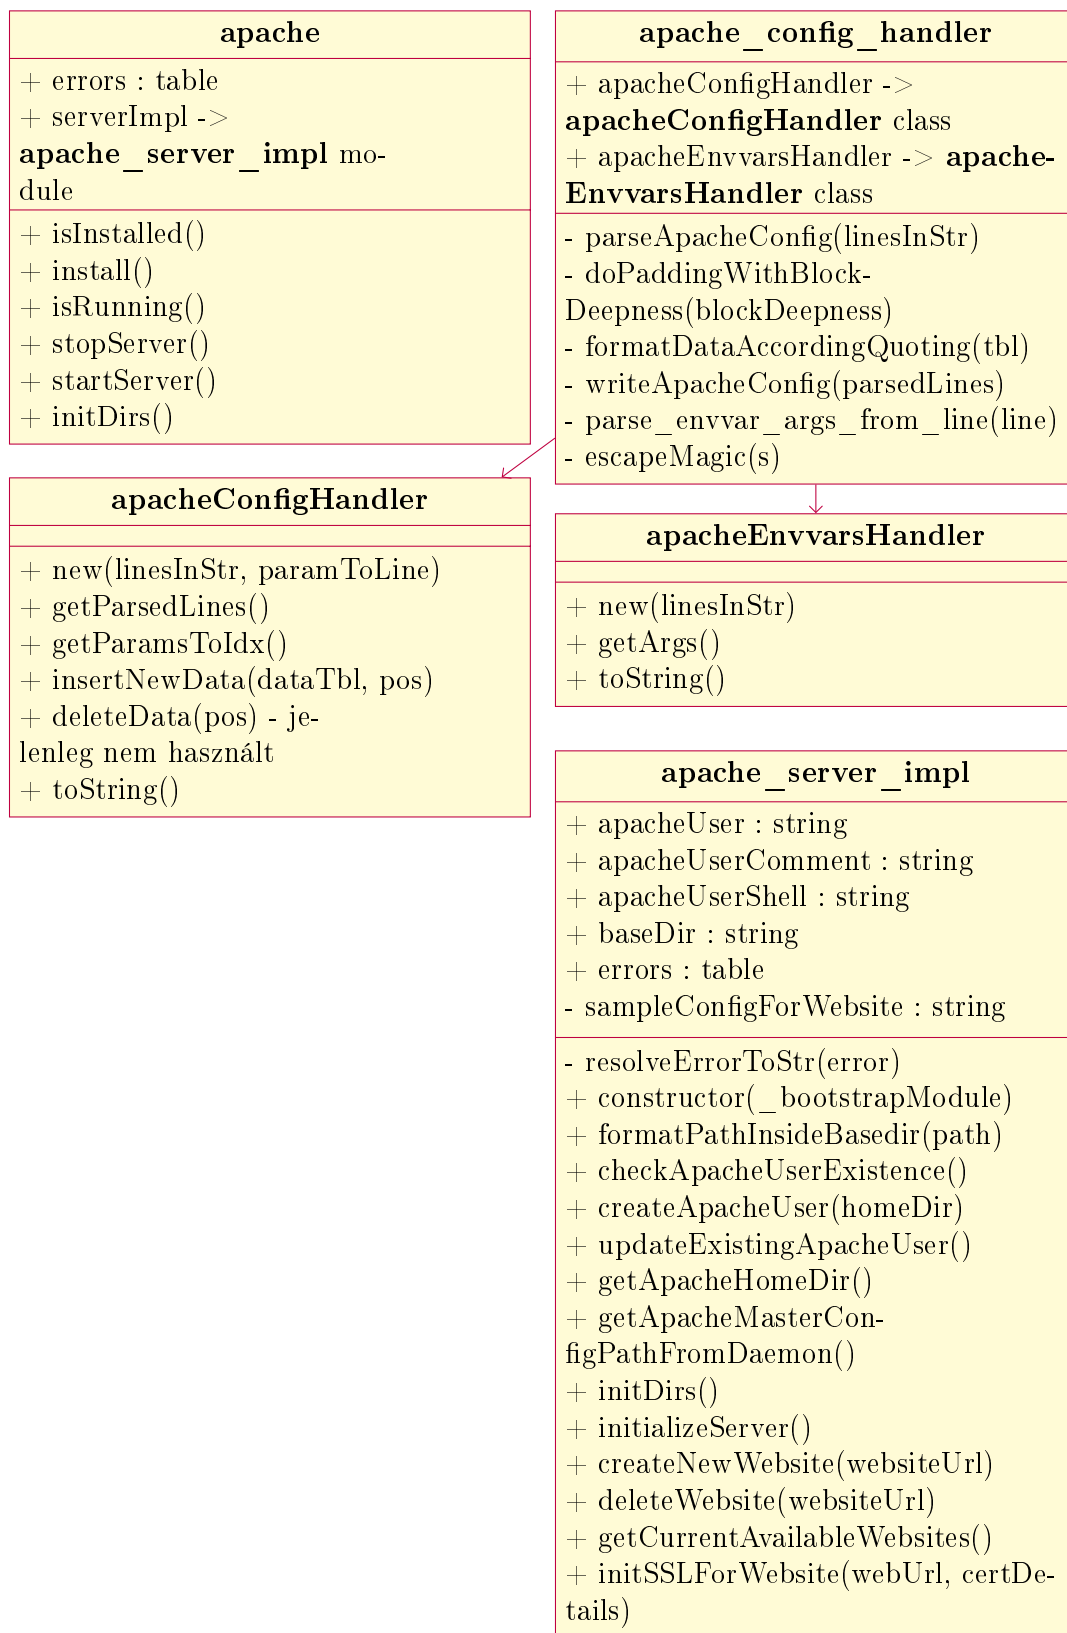 apache
+ errors : table
+ serverImpl ->
apache_server_impl mo-
dule
+ isInstalled()
+ install()
+ isRunning()
+ stopServer()
+ startServer()
+ initDirs()
apache_config_handler
+ apacheConfigHandler ->
apacheConfigHandler class
+ apacheEnvvarsHandler -> apache-
EnvvarsHandler class
- parseApacheConfig(linesInStr)
- doPaddingWithBlock-
Deepness(blockDeepness)
- formatDataAccordingQuoting(tbl)
- writeApacheConfig(parsedLines)
- parse_envvar_args_from_line(line)
- escapeMagic(s)
apacheConfigHandler
+ new(linesInStr, paramToLine)
+ getParsedLines()
+ getParamsToIdx()
+ insertNewData(dataTbl, pos)
+ deleteData(pos) - je-
lenleg nem használt
+ toString()
apacheEnvvarsHandler
+ new(linesInStr)
+ getArgs()
+ toString()
apache_server_impl
+ apacheUser : string
+ apacheUserComment : string
+ apacheUserShell : string
+ baseDir : string
+ errors : table
- sampleConfigForWebsite : string
- resolveErrorToStr(error)
+ constructor(_bootstrapModule)
+ formatPathInsideBasedir(path)
+ checkApacheUserExistence()
+ createApacheUser(homeDir)
+ updateExistingApacheUser()
+ getApacheHomeDir()
+ getApacheMasterCon-
figPathFromDaemon()
+ initDirs()
+ initializeServer()
+ createNewWebsite(websiteUrl)
+ deleteWebsite(websiteUrl)
+ getCurrentAvailableWebsites()
+ initSSLForWebsite(webUrl, certDe-
tails)